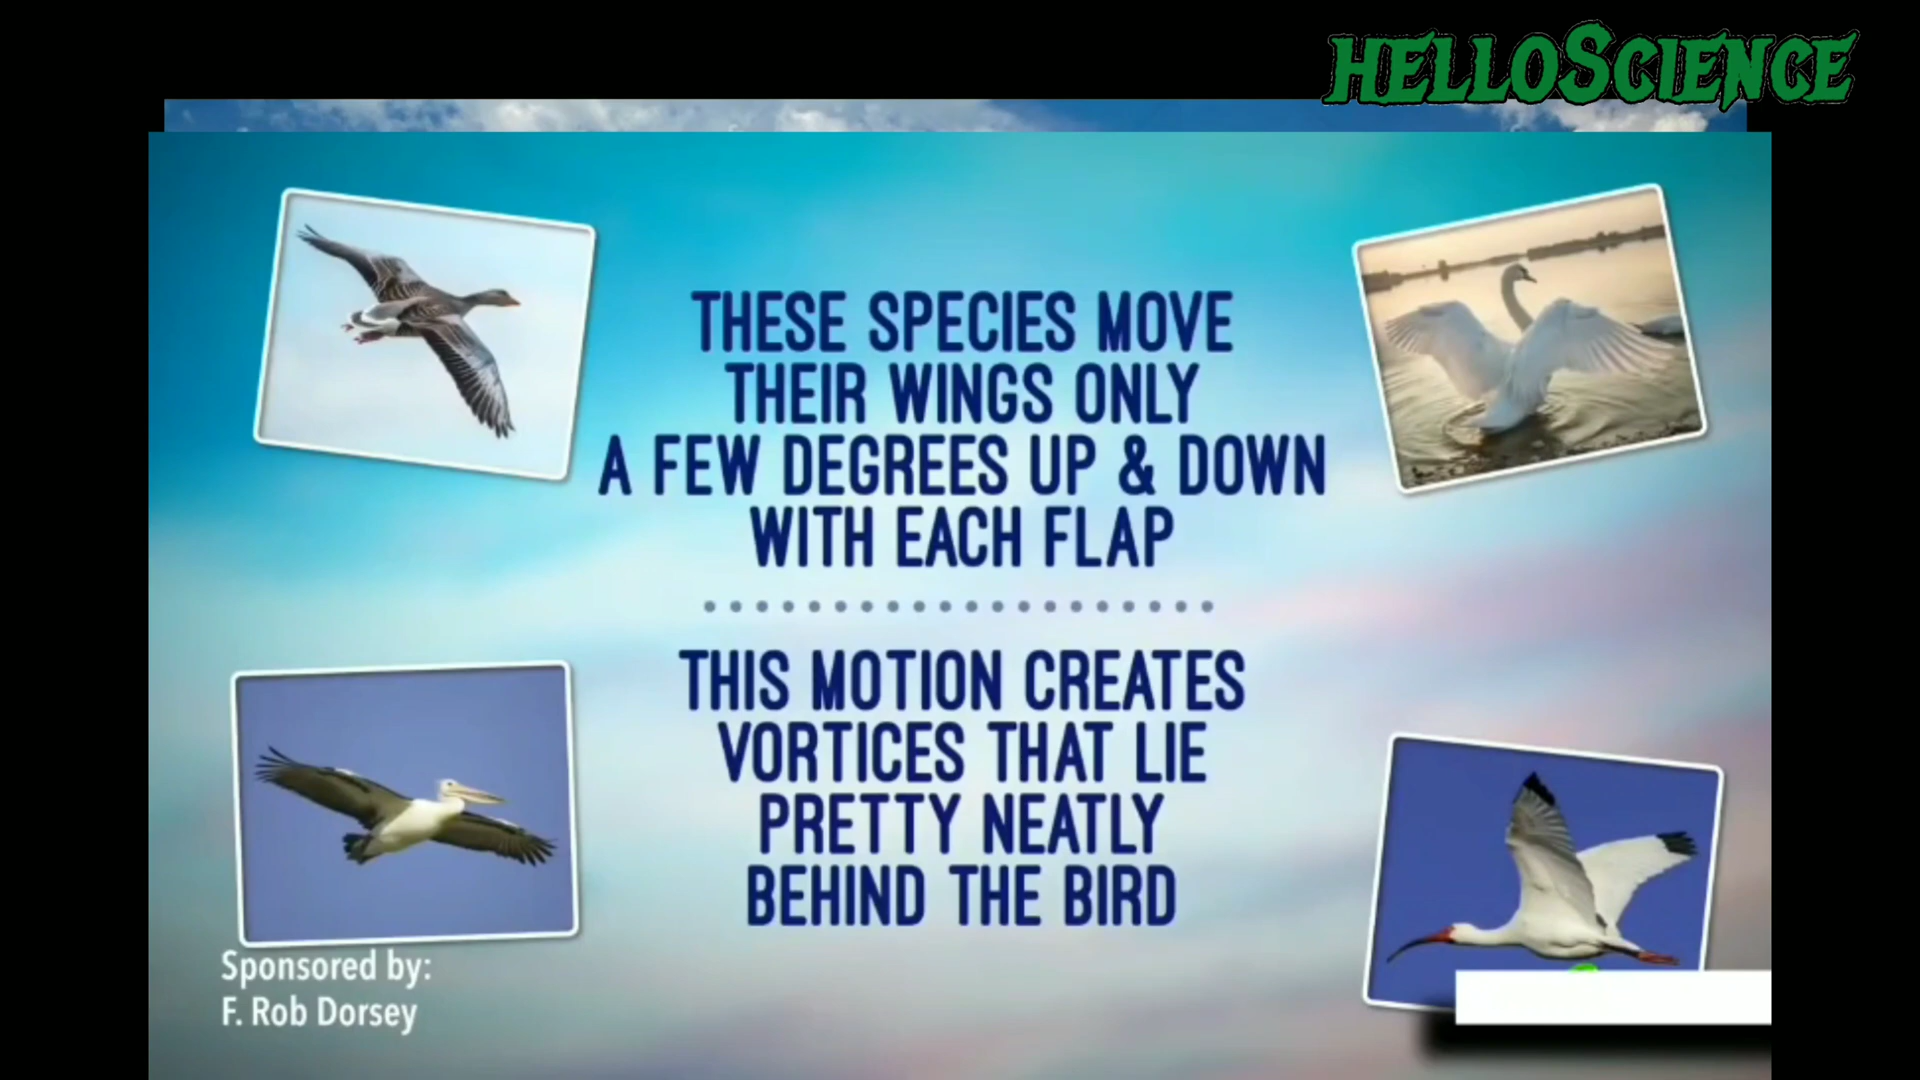 HELLOSCIENCE
THESE SPECIES MOVE
THEIR WINGS ONLY
A FEW DEGREES UP & DOWN
WITH EACH FLAP
THIS MOTION CREATES
VORTICES THAT LIE
PRETTY NEATLY
BEHIND THE BIRD
Sponsored by:
F. Rob Dorsey